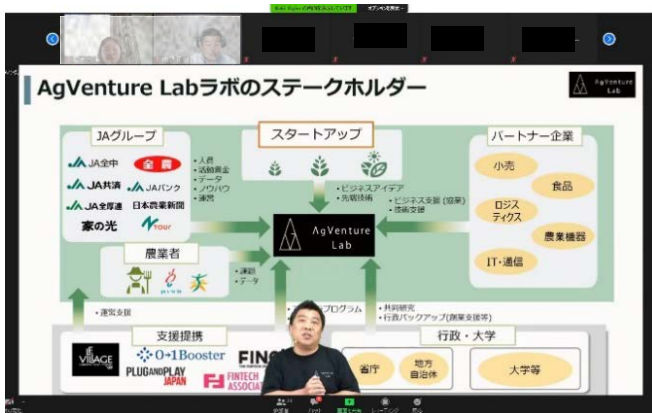 AgVenture Labラボのステークホルダー
AgVenture
Lab
JAグループ
JA全中
全農
JA共済
JAバンク
JA全厚連
日本農業新聞
家の光
Ntour
・人員
・活動資金
・データ
・ノウハウ
・運営
スタートアップ
・ビジネスアイデア
・先端技術
・ビジネス支援(協業)
・技術支援
パートナー企業
小売
食品
ロジス
ティクス
農業機器
IT・通信
AgVenture
Lab
農業者
・課題
・データ
・運営支援
プログラム
・共同研究
・行政バックアップ(創業支援等)
支援提携
VILLAGE
0→1Booster
PLUGANDPLAY
JAPAN
FINTECH
ASSOCIA
行政・大学
省庁
地方
自治体
大学等